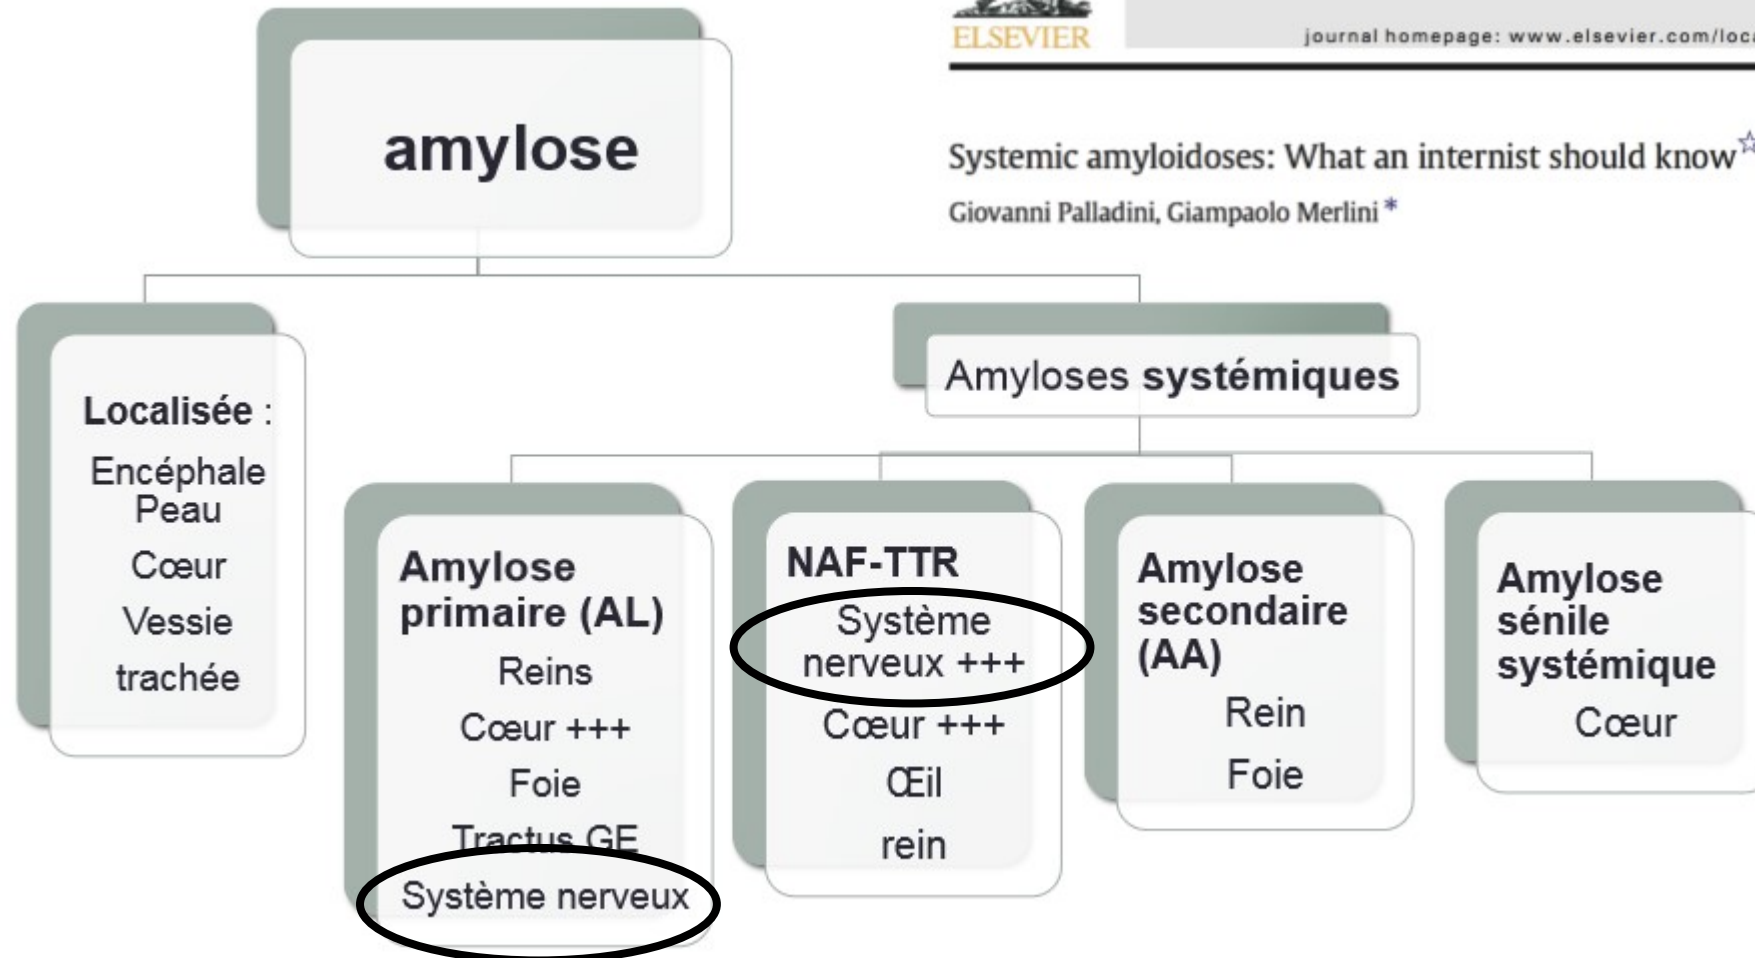 amylose
ELSEVIER
journal homepage: www.elsevier.com/loca
Systemic amyloidoses: What an internist should know☆
Giovanni Palladini, Giampaolo Merlini *
Localisée :
Encéphale
Peau
Cœur
Vessie
trachée
Amyloses systémiques
Amylose
primaire (AL)
Reins
Cœur +++
Foie
Tractus GE
Système nerveux
NAF-TTR
Système
nerveux +++
Cœur +++
Œil
rein
Amylose
secondaire
(AA)
Rein
Foie
Amylose
sénile
systémique
Cœur